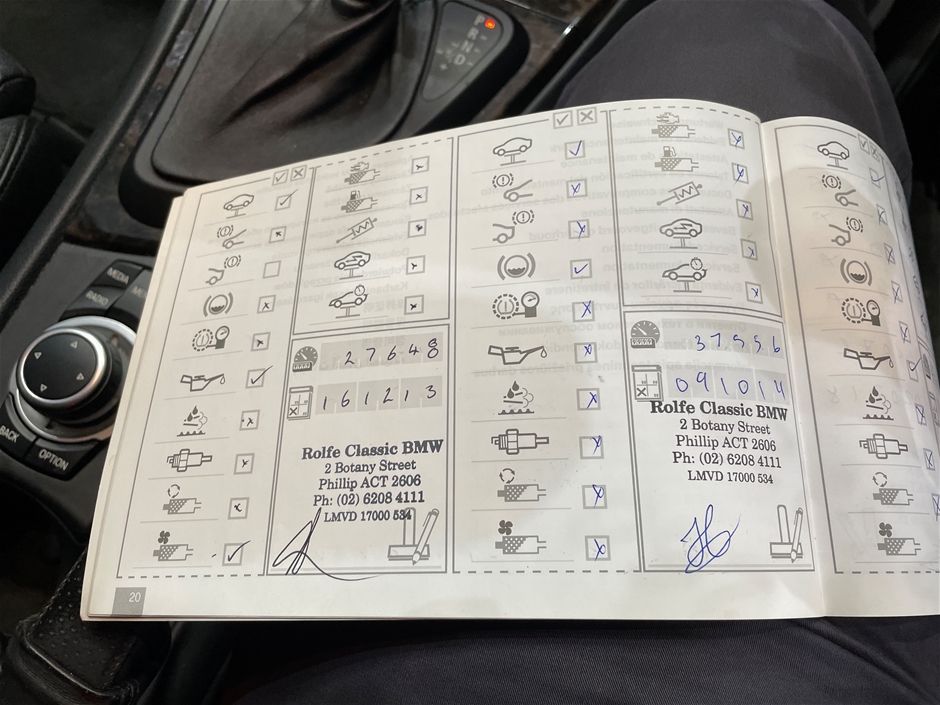 P
R
N
D
MEDIA
RADIO
BACK
OPTION
27648
161213
Rolfe Classic BMW
2 Botany Street
Phillip ACT 2606
Ph: (02) 6208 4111
LMVD 17000 534
20
37556
091014
Rolfe Classic BMW
2 Botany Street
Phillip ACT 2606
Ph: (02) 6208 4111
LMVD 17000 534